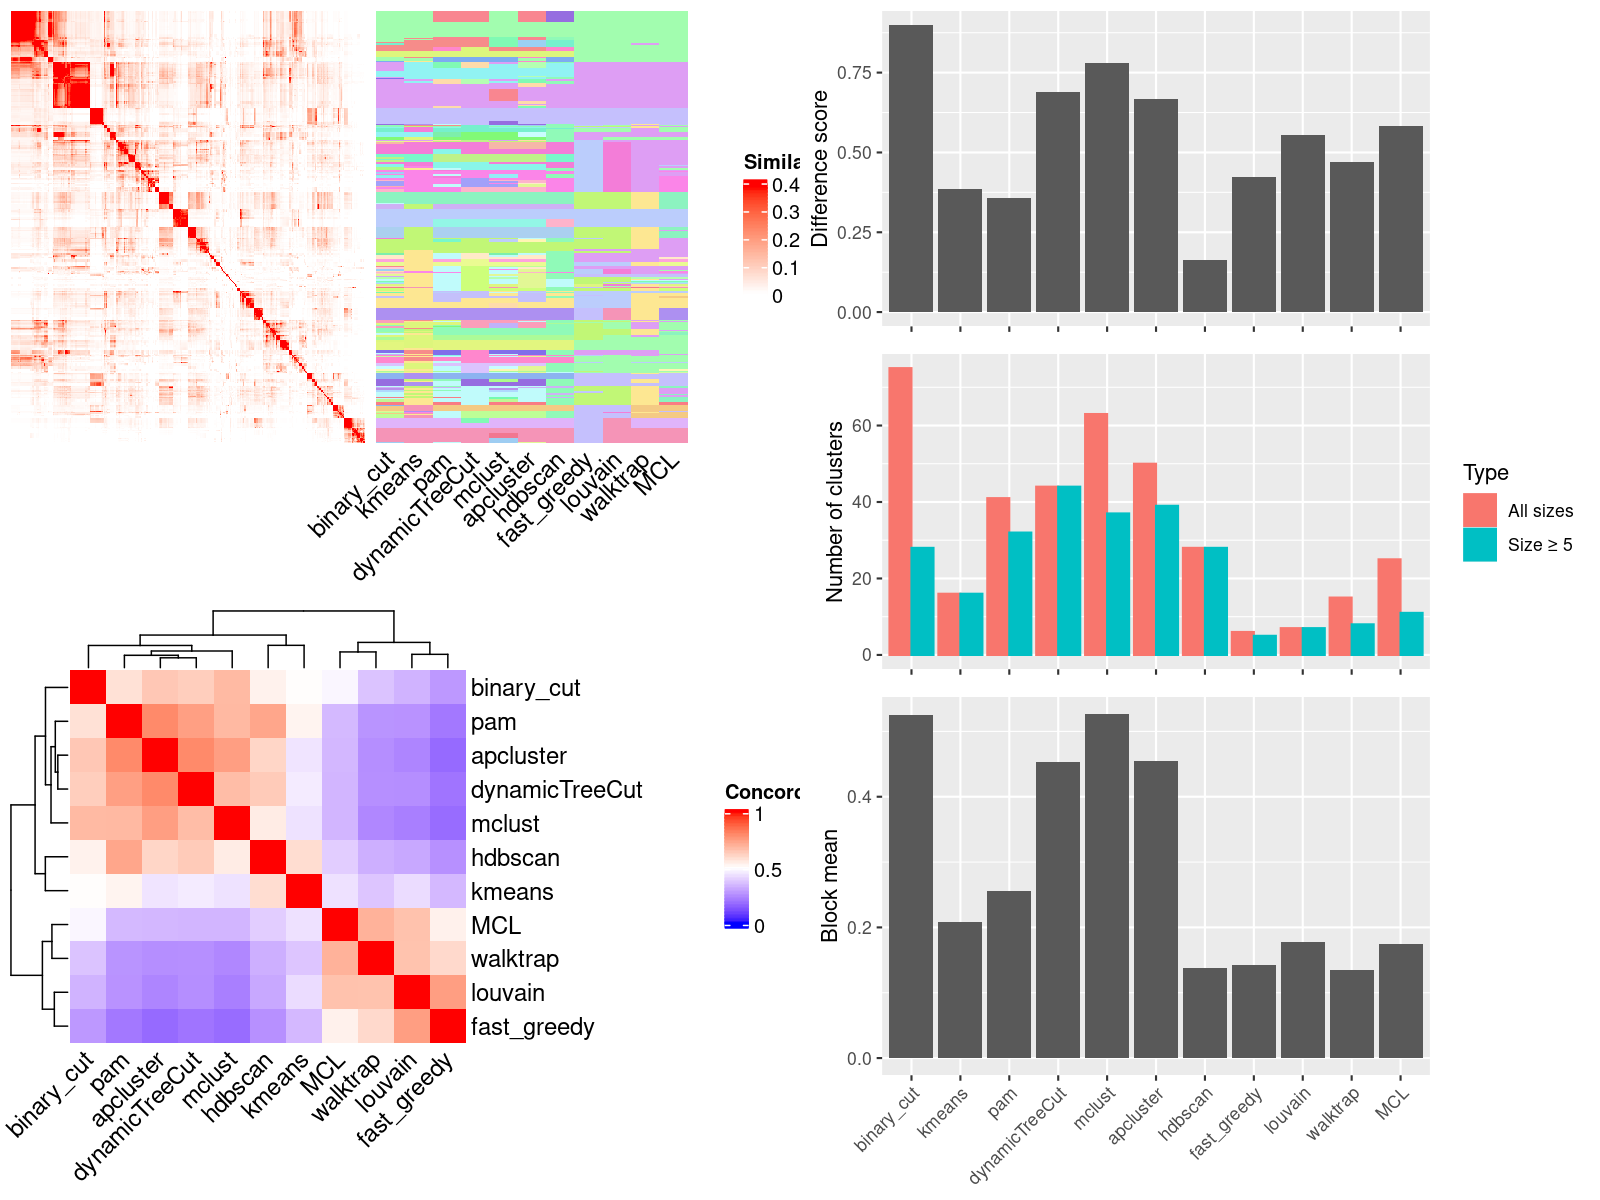 Simila
0.4
0.3
0.2
0.1
0
binary_cut
kmeans
pam
dynamicTreeCut
mclust
apcluster
hdbscan
fast_greedy
louvain
walktrap
MCL
binary_cut
pam
apcluster
dynamicTreeCut
mclust
hdbscan
kmeans
MCL
walktrap
louvain
fast_greedy
binary_cut
pam
apcluster
dynamicTreeCut
mclust
hdbscan
kmeans
MCL
walktrap
louvain
fast_greedy
Concord
1
0.5
0
Difference score
0.75
0.50
0.25
0.00
Number of clusters
60
40
20
0
Type
All sizes
Size ≥ 5
Block mean
0.4
0.2
0.0
binary_cut
kmeans
pam
dynamicTreeCut
mclust
apcluster
hdbscan
fast_greedy
louvain
walktrap
MCL